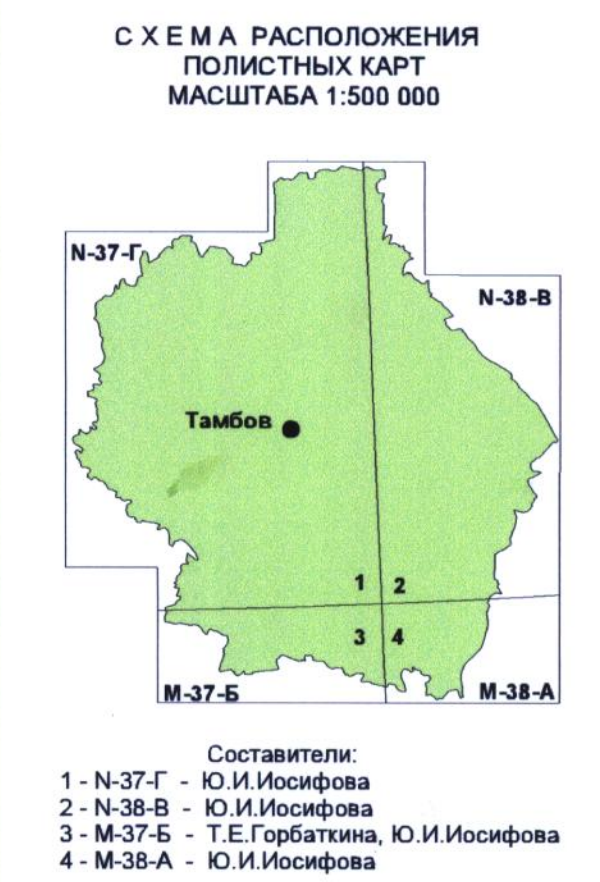 С Х Е М А РАСПОЛОЖЕНИЯ
ПОЛИСТНЫХ КАРТ
МАСШТАБА 1:500 000
N-37-Г
N-38-В
Тамбов
1 2
3 4
М-37-Б
М-38-А
Составители:
1 - N-37-Г - Ю.И.Иосифова
2 - N-38-В - Ю.И.Иосифова
3 - М-37-Б - Т.Е.Горбаткина, Ю.И.Иосифова
4 - М-38-А - Ю.И.Иосифова